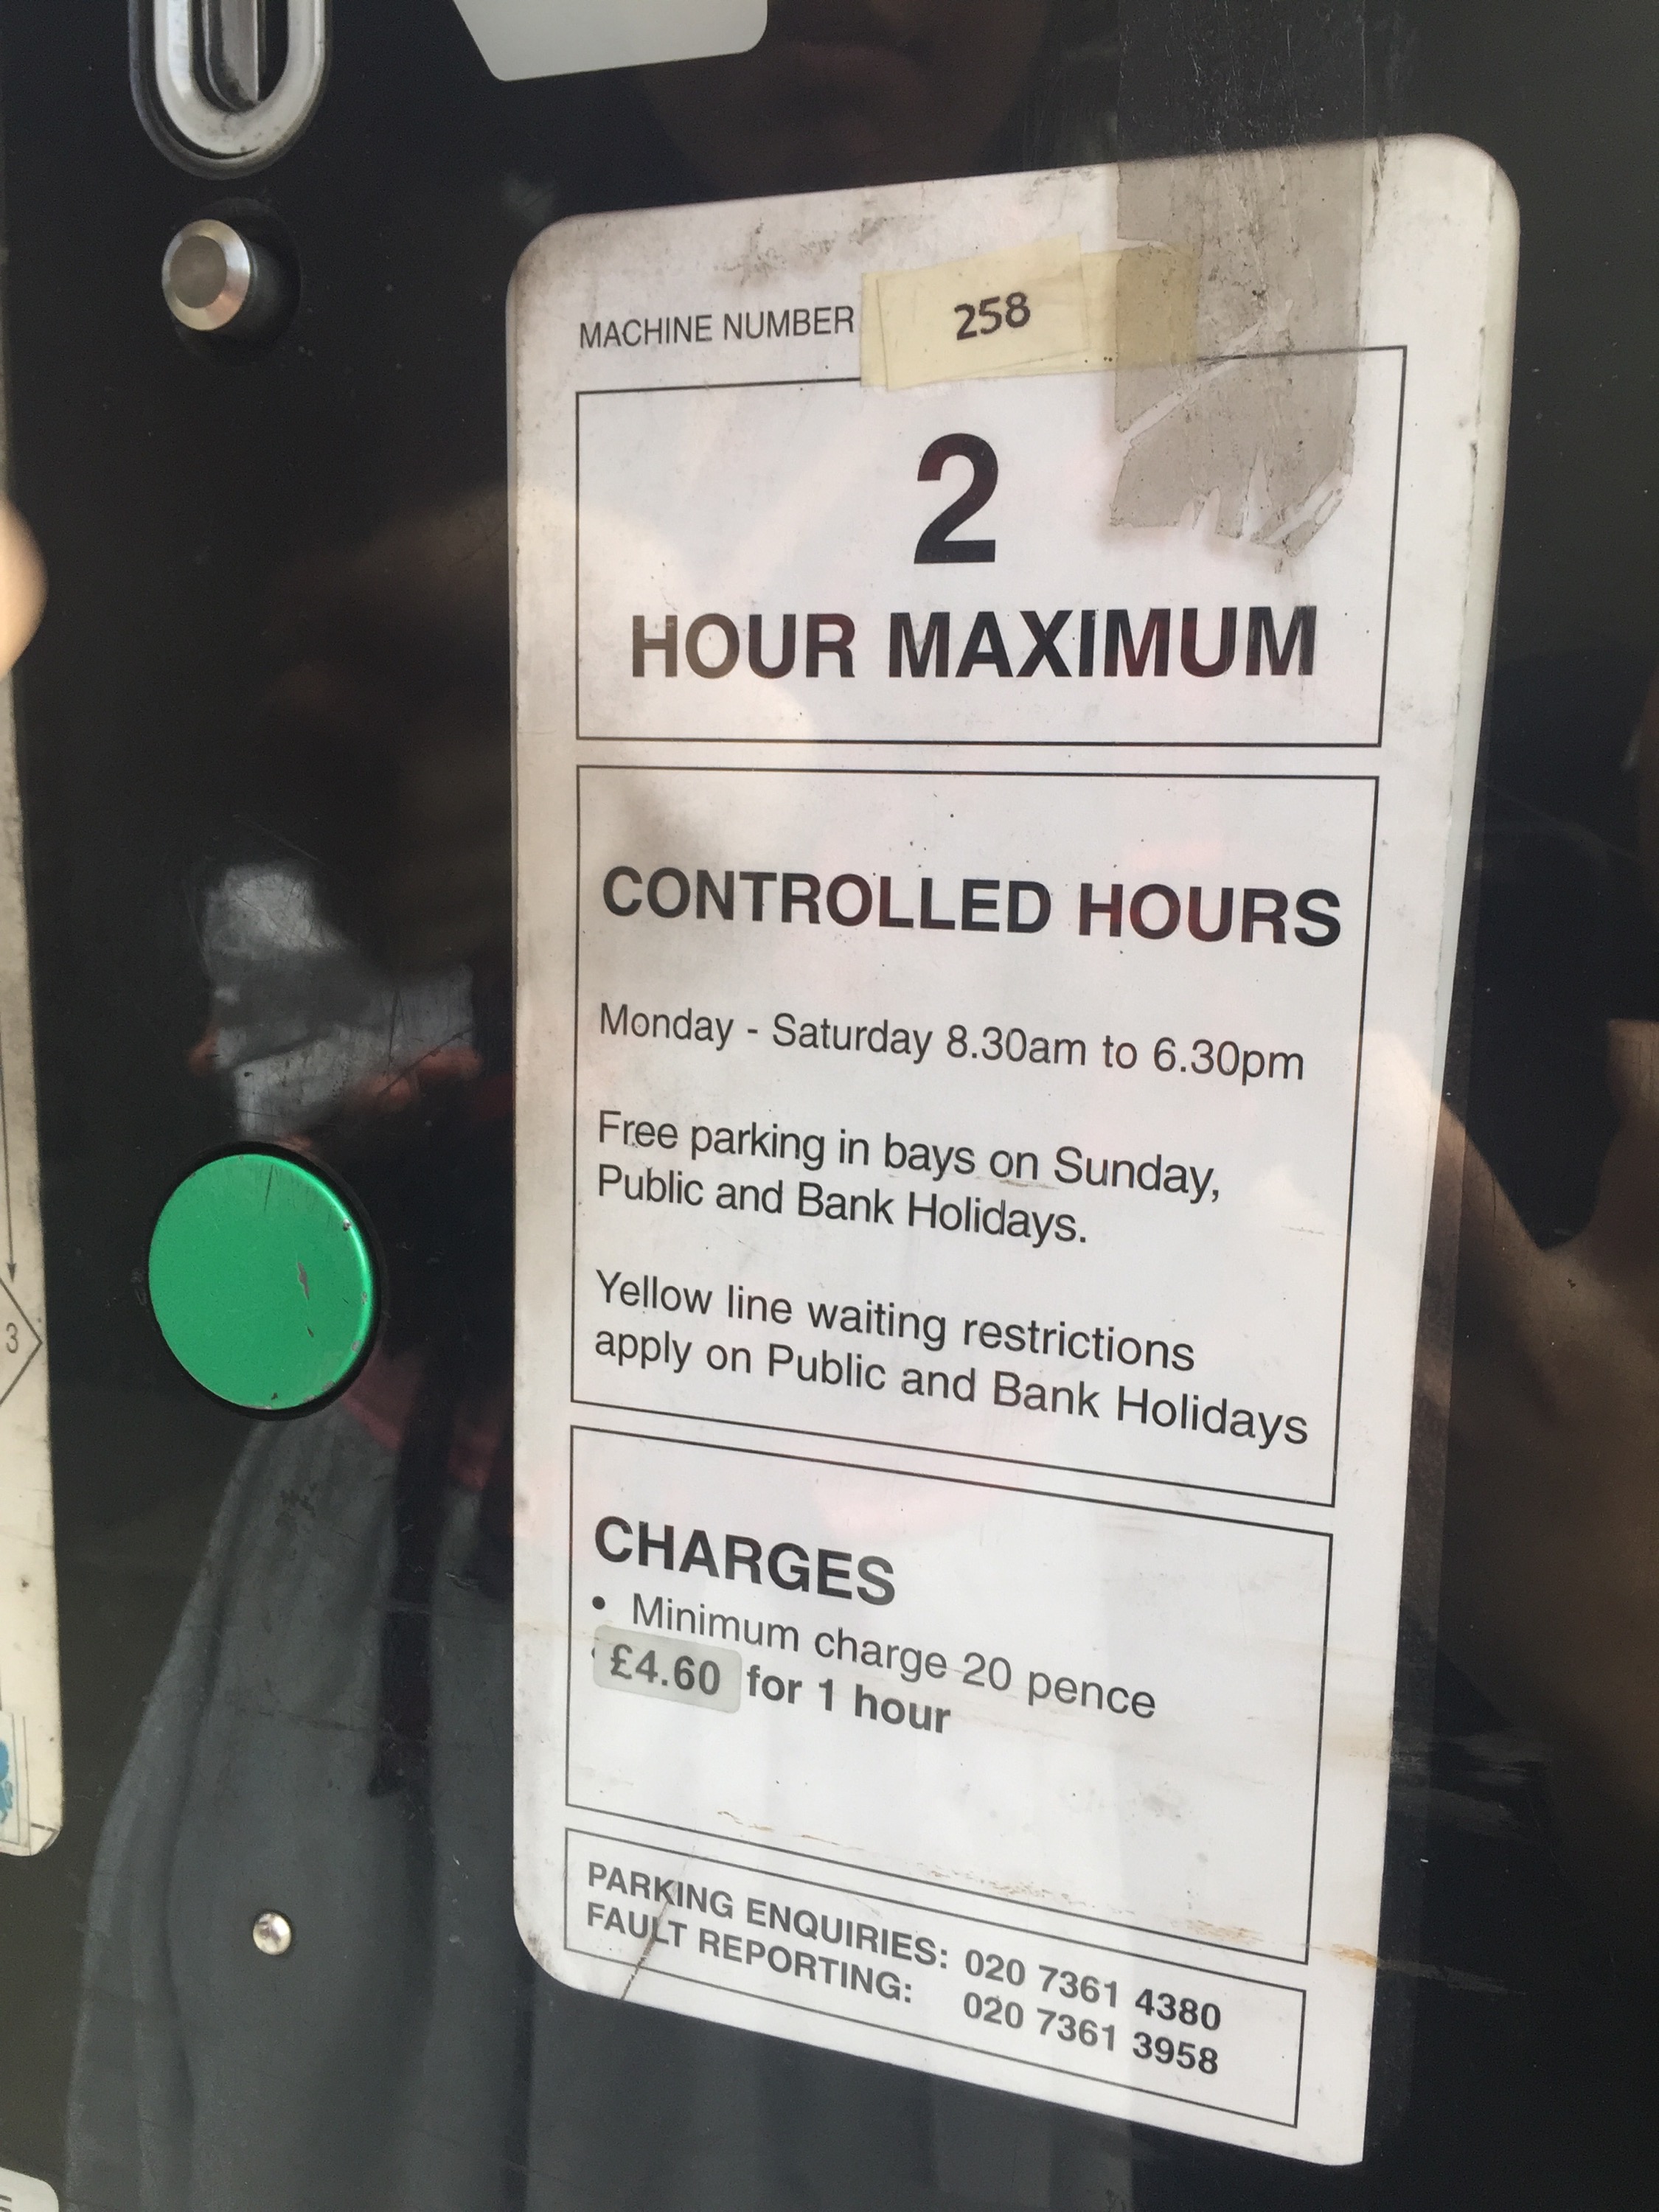 MACHINE NUMBER 258
2
HOUR MAXIMUM
CONTROLLED HOURS
Monday - Saturday 8.30am to 6.30pm
Free parking in bays on Sunday,
Public and Bank Holidays.
Yellow line waiting restrictions
apply on Public and Bank Holidays
CHARGES
• Minimum charge 20 pence
• £4.60 for 1 hour
PARKING ENQUIRIES: 020 7361 4380
FAULT REPORTING: 020 7361 3958
3